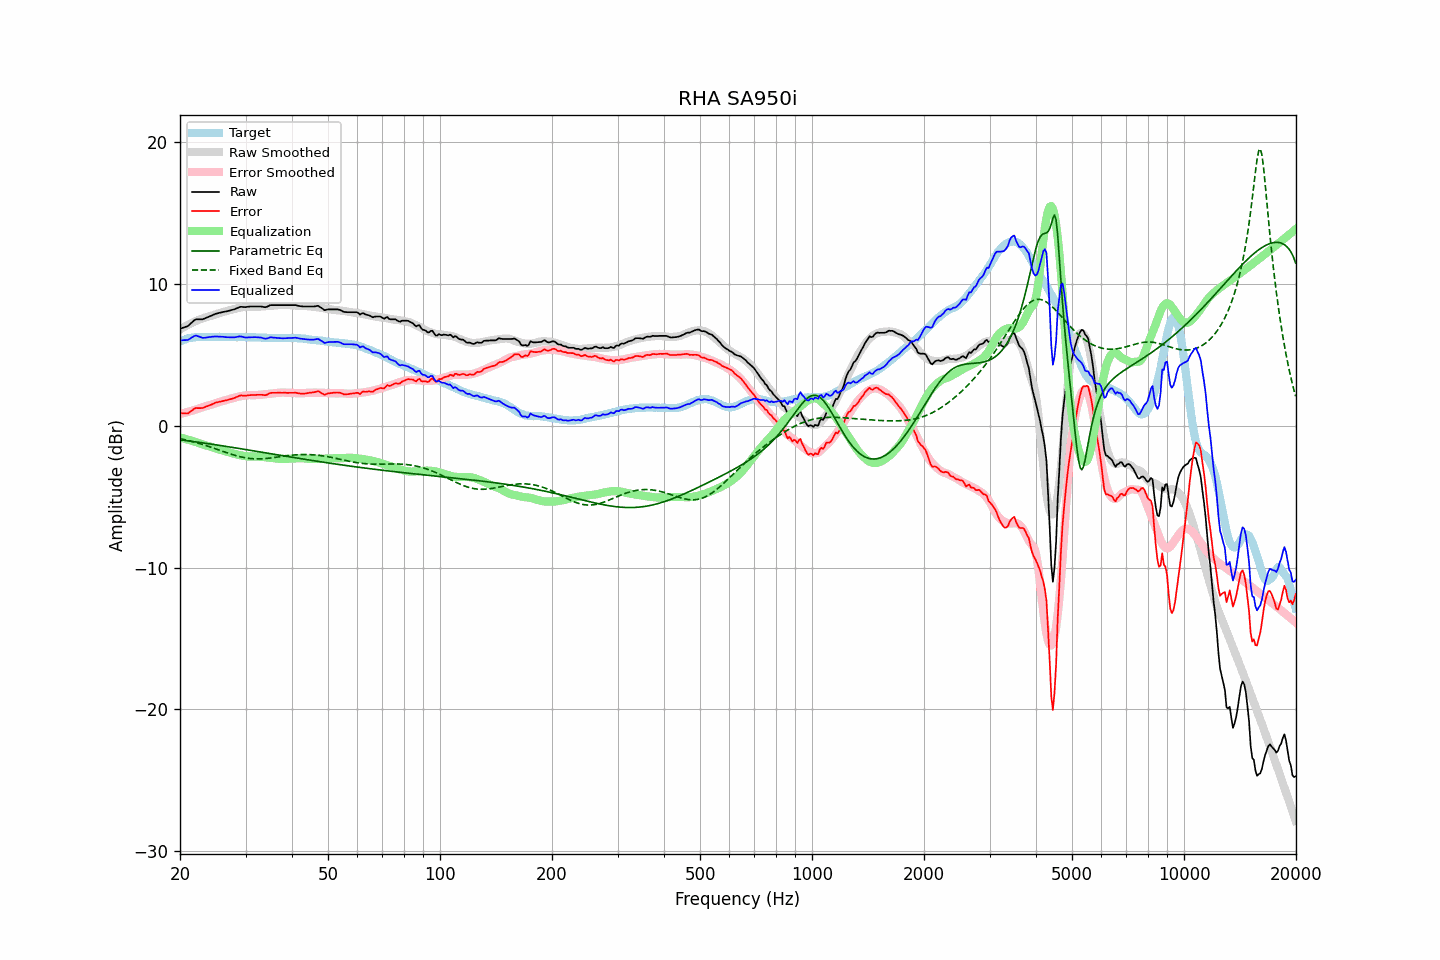 RHA SA950i
Target
Raw Smoothed
Error Smoothed
Raw
Error
Equalization
Parametric Eq
Fixed Band Eq
Equalized
20
10
0
−10
−20
−30
Amplitude (dBr)
20
50
100
200
500
1000
2000
5000
10000
20000
Frequency (Hz)